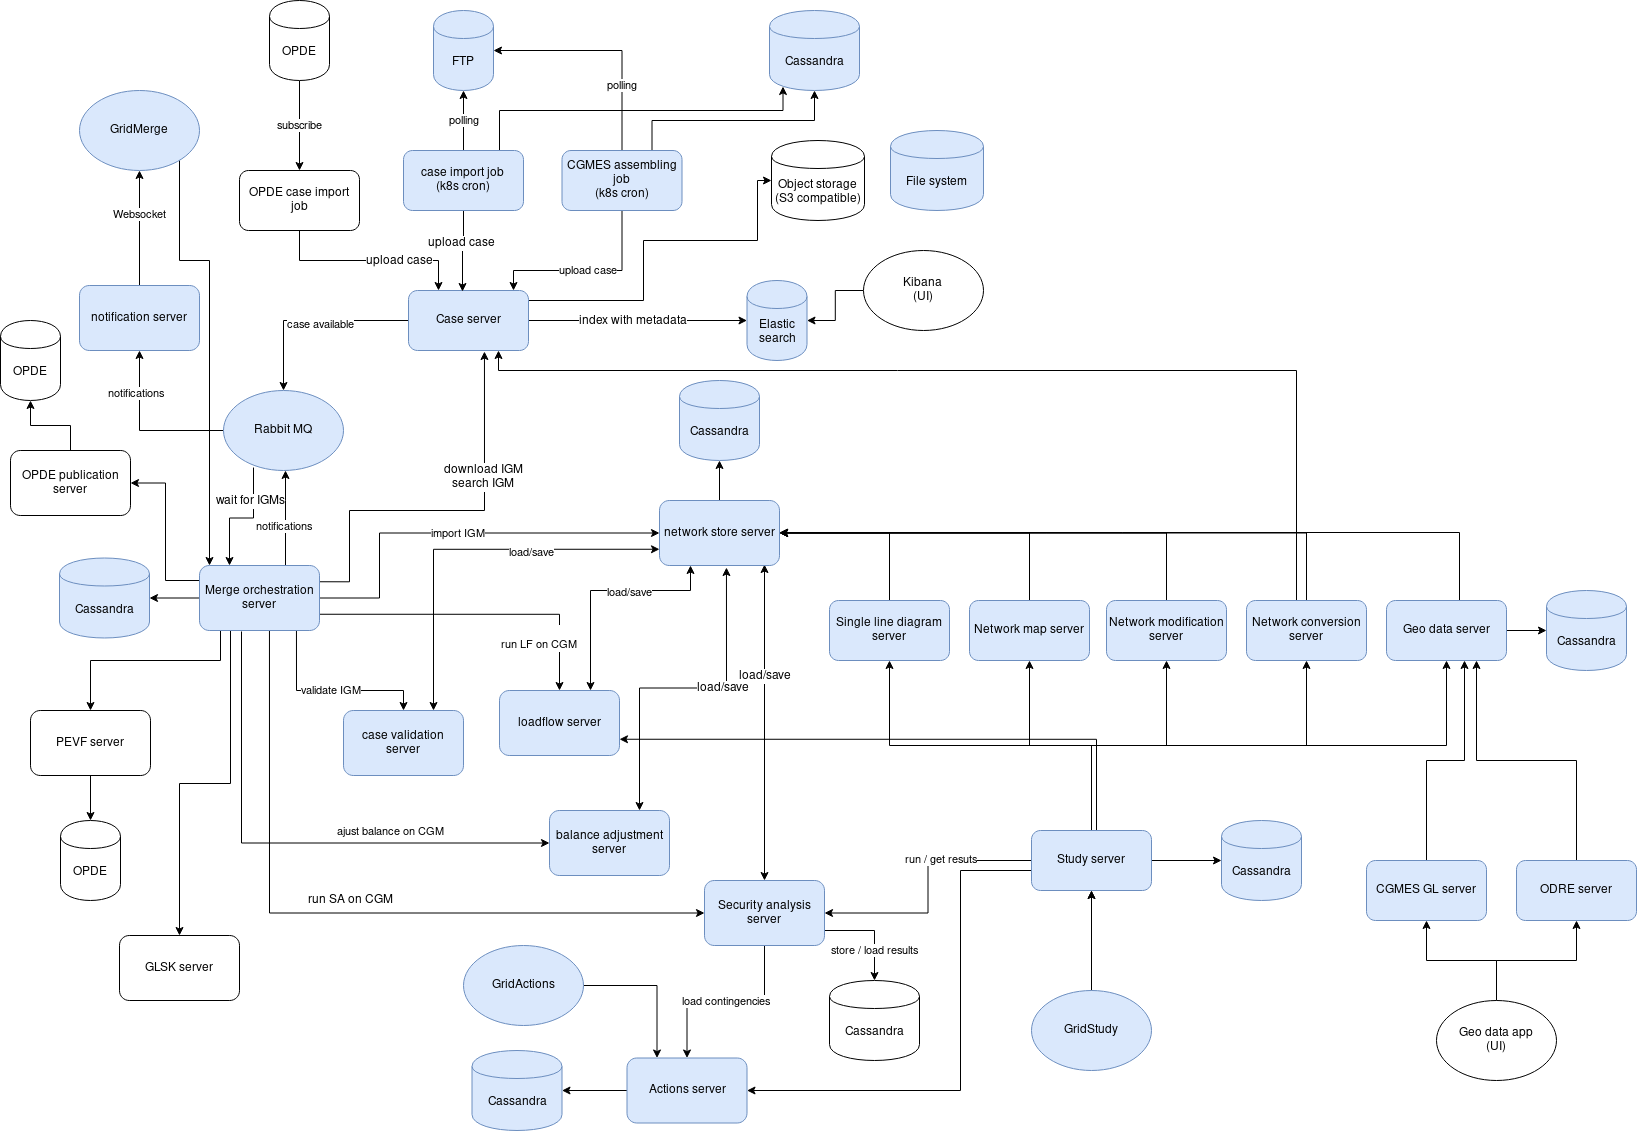 OPDE
FTP
Cassandra
polling
polling
GridMerge
subscribe
case import job
(k8s cron)
CGMES assembling
job
(k8s cron)
Object storage
(S3 compatible)
File system
OPDE case import
job
Websocket
upload case
upload case
upload case
Kibana
(UI)
notification server
case available
Case server
index with metadata
Elastic
search
OPDE
notifications
Rabbit MQ
Cassandra
download IGM
search IGM
OPDE publication
server
wait for IGMs
notifications
import IGM
load/save
network store server
Cassandra
Merge orchestration
server
load/save
run LF on CGM
Single line diagram
server
Network map server
Network modification
server
Network conversion
server
Geo data server
Cassandra
validate IGM
load/save
load/save
PEVF server
case validation
server
loadflow server
ajust balance on CGM
balance adjustment
server
OPDE
run / get resuts
Study server
Cassandra
CGMES GL server
ODRE server
run SA on CGM
Security analysis
server
store / load results
GLSK server
GridActions
load contingencies
Cassandra
GridStudy
Geo data app
(UI)
Cassandra
Actions server